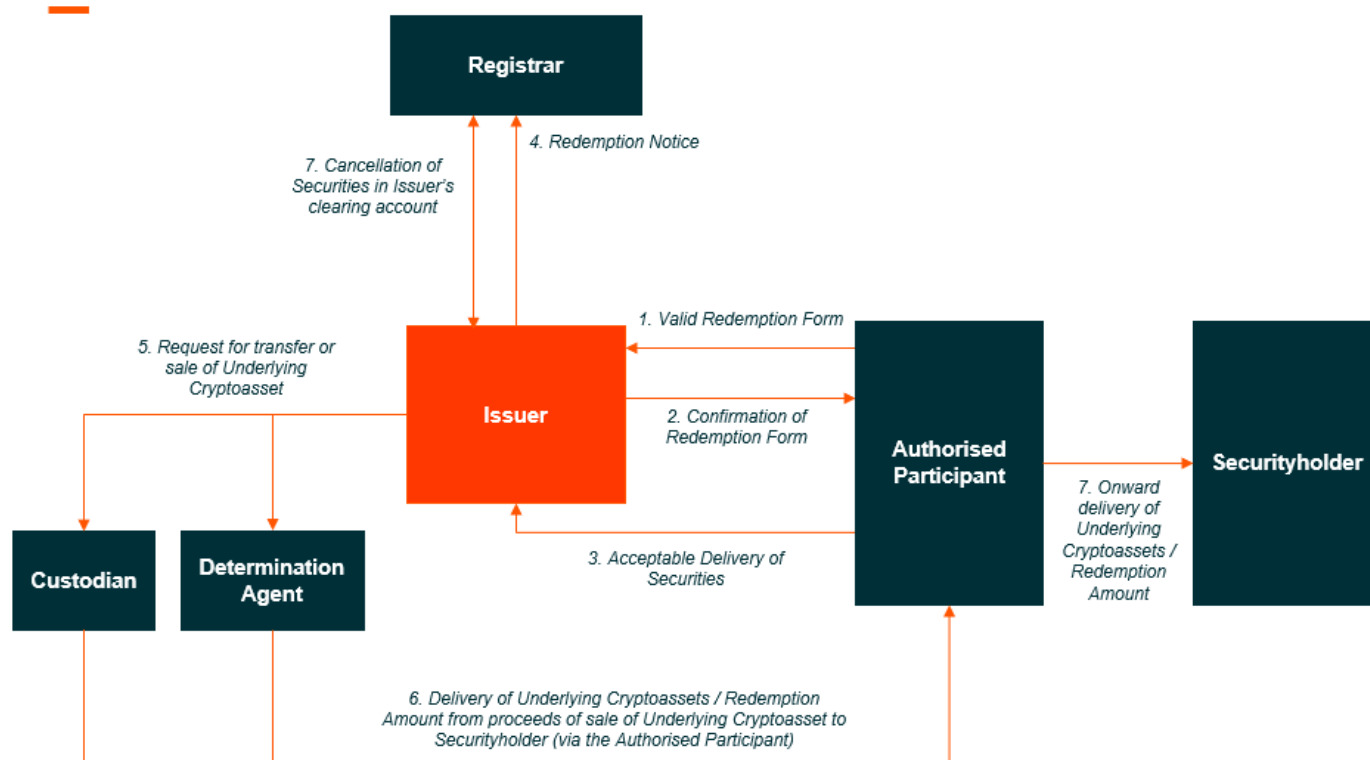 Registrar
4. Redemption Notice
7. Cancellation of
Securities in Issuer's
clearing account
1. Valid Redemption Form
5. Request for transfer or
sale of Underlying
Cryptoasset
Issuer
2. Confirmation of
Redemption Form
Authorised
Participant
Securityholder
7. Onward
delivery of
Underlying
Cryptoassets /
Redemption
Amount
3. Acceptable Delivery of
Securities
Custodian
Determination
Agent
6. Delivery of Underlying Cryptoassets / Redemption
Amount from proceeds of sale of Underlying Cryptoasset to
Securityholder (via the Authorised Participant)